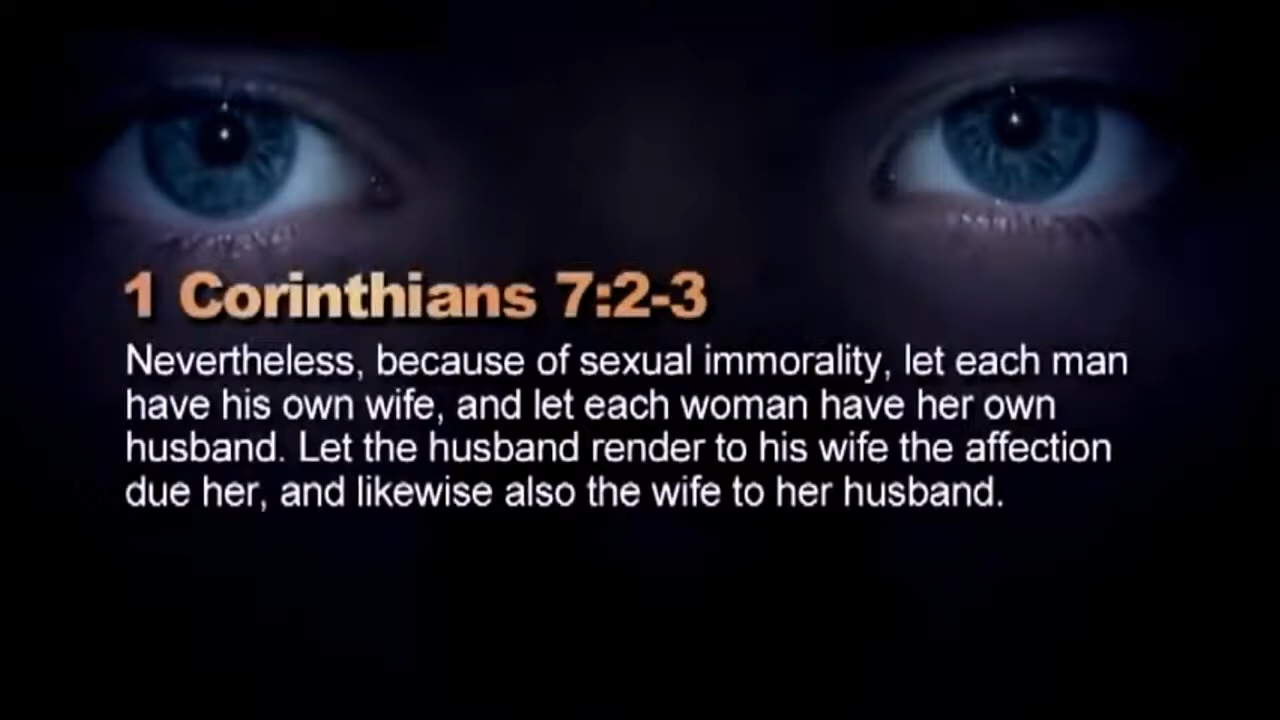 1 Corinthians 7:2-3
Nevertheless, because of sexual immorality, let each man
have his own wife, and let each woman have her own
husband. Let the husband render to his wife the affection
due her, and likewise also the wife to her husband.